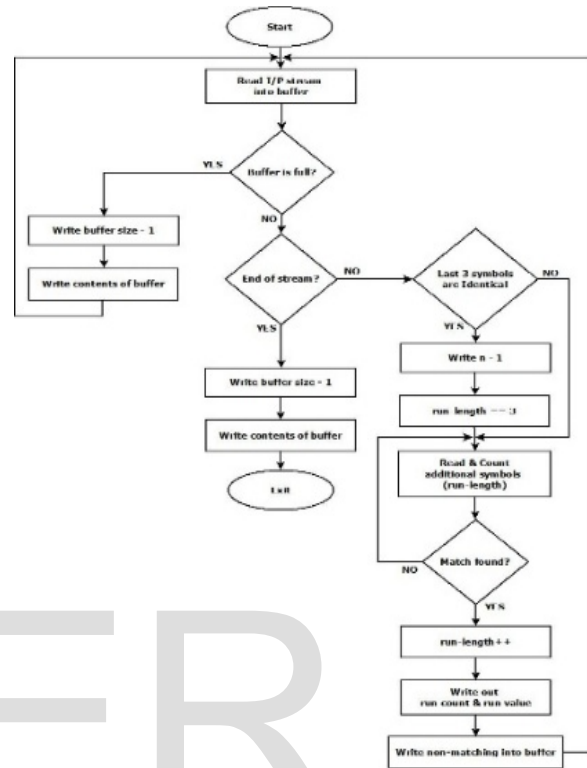 Start
Read I/P stream
into buffer
Buffer is full?
YES
NO
Write buffer size - 1
Write contents of buffer
End of stream?
NO
YES
Last 3 symbols
are Identical
NO
YES
Write buffer size - 1
Write contents of buffer
Exit
Write n - 1
run length == 3
Read & Count
additional symbols
(run-length)
Match found?
NO
YES
run-length++
Write out
run count & run value
Write non-matching into buffer
ER